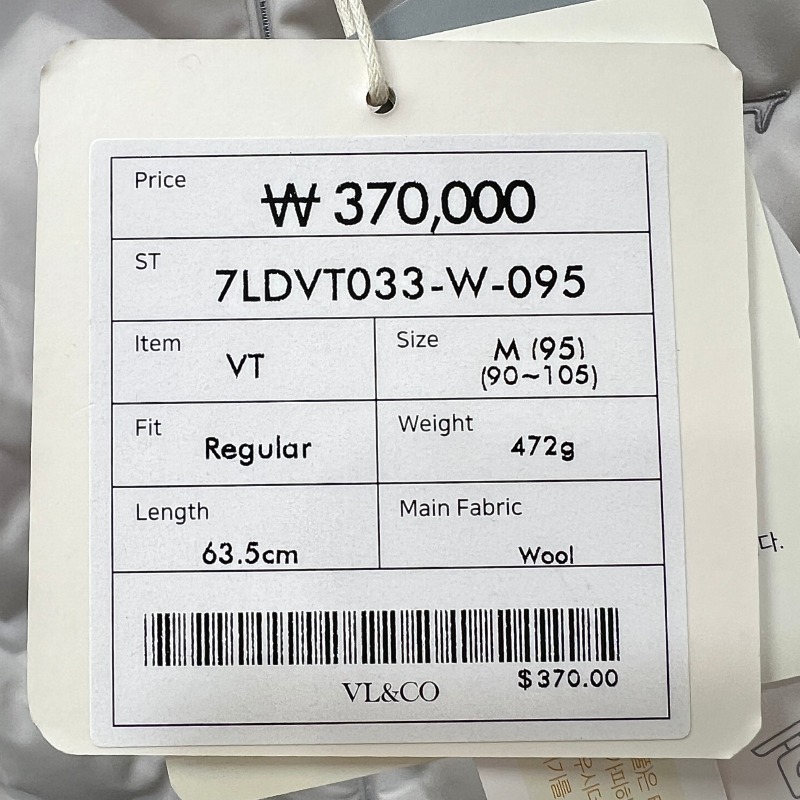 Price
₩ 370,000
ST
7LDVT033-W-095
Item
VT
Size
M (95)
(90~105)
Fit
Regular
Weight
472g
Length
63.5cm
Main Fabric
Wool
VL&CO
$370.00
다.